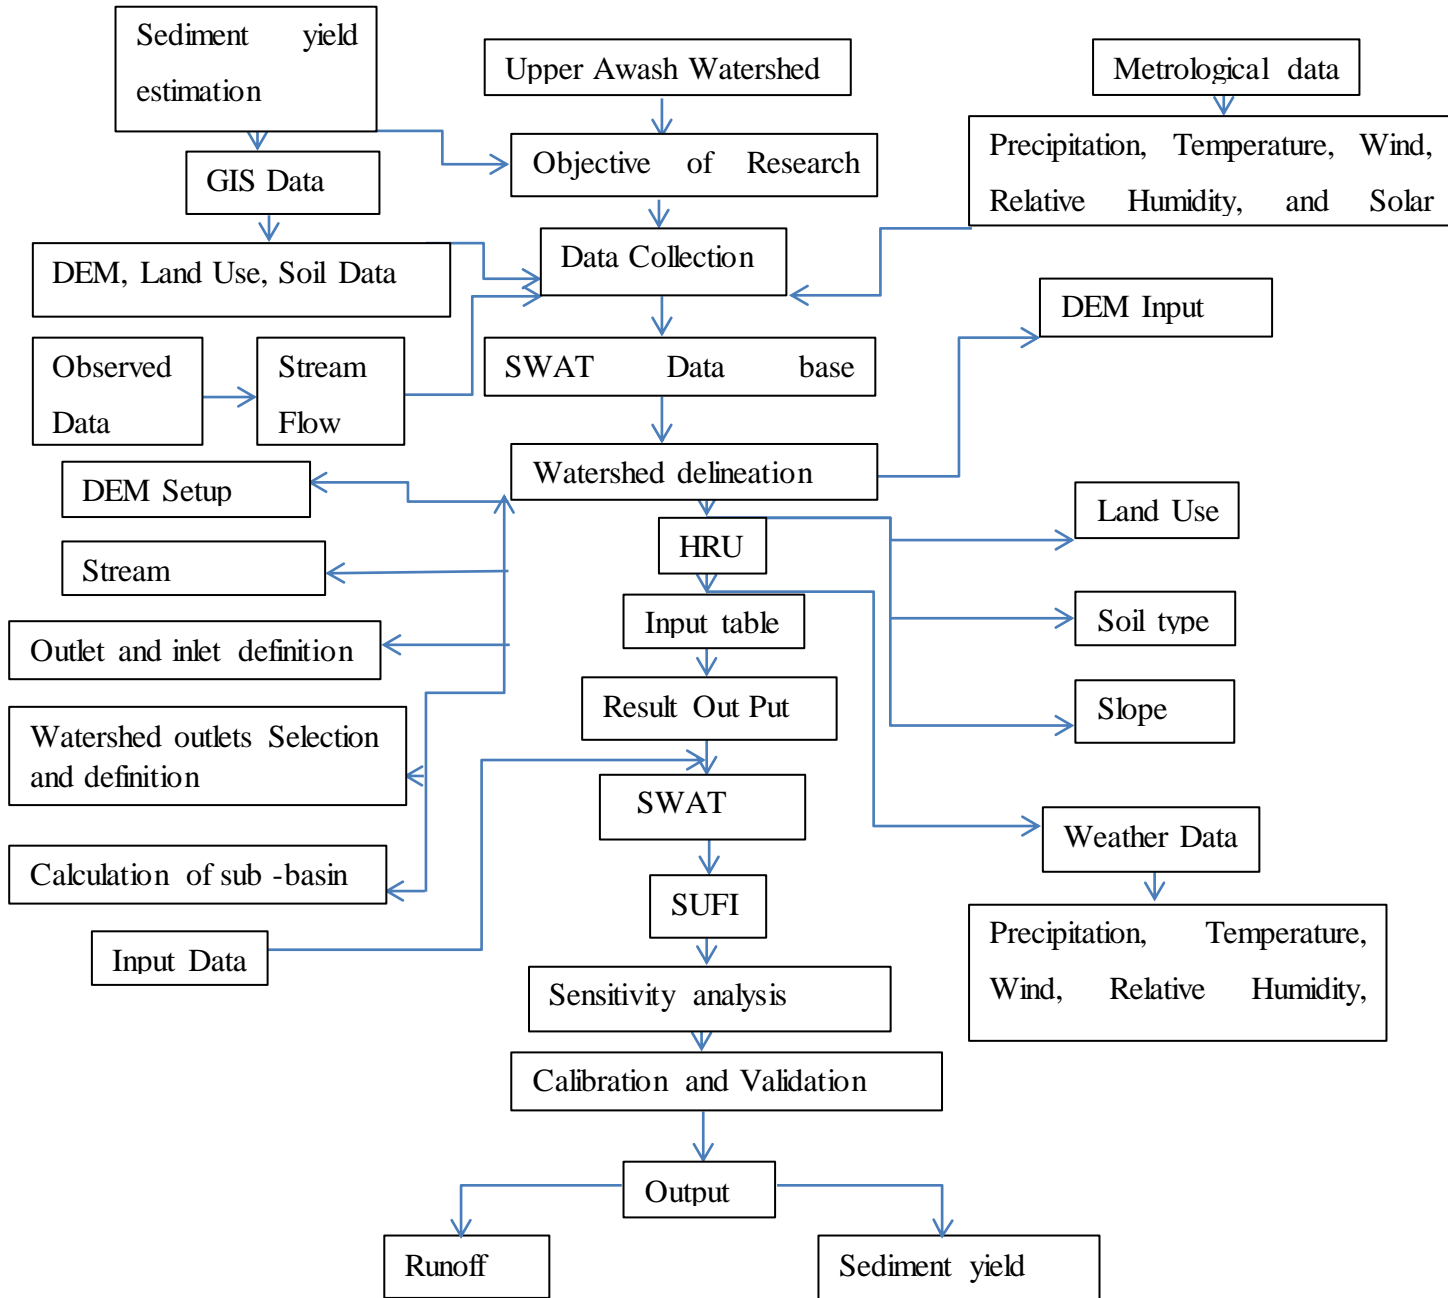 Sediment yield
estimation
Upper Awash Watershed
Metrological data
GIS Data
Objective of Research
Precipitation, Temperature, Wind,
Relative Humidity, and Solar
DEM, Land Use, Soil Data
Data Collection
DEM Input
Observed
Data
Stream
Flow
SWAT Data base
DEM Setup
Watershed delineation
Land Use
Stream
HRU
Outlet and inlet definition
Input table
Soil type
Watershed outlets Selection
and definition
Result Out Put
Slope
SWAT
Weather Data
Calculation of sub -basin
SUFI
Input Data
Precipitation, Temperature,
Wind, Relative Humidity,
Sensitivity analysis
Calibration and Validation
Output
Runoff
Sediment yield